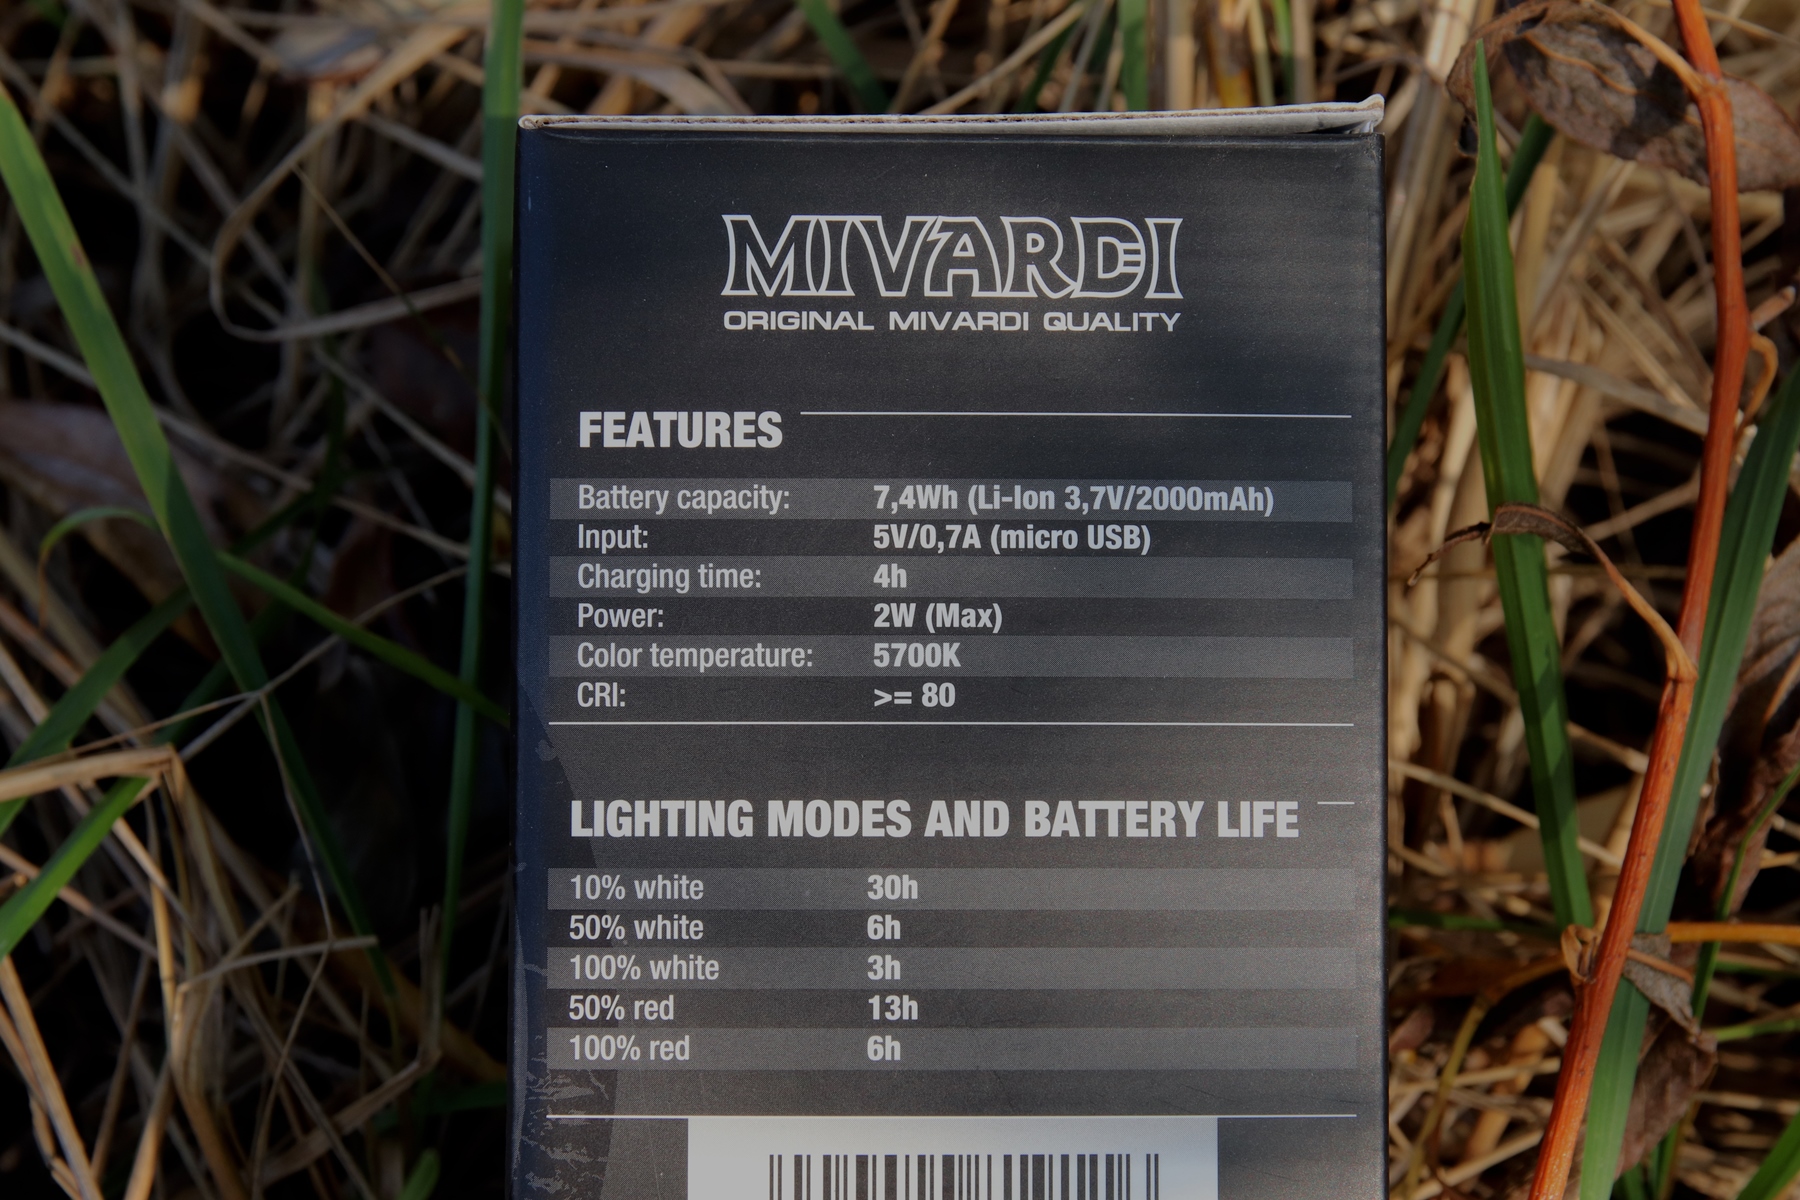 MIVARDI
ORIGINAL MIVARDI QUALITY
FEATURES
Battery capacity: 7,4Wh (Li-Ion 3,7V/2000mAh)
Input: 5V/0,7A (micro USB)
Charging time: 4h
Power: 2W (Max)
Color temperature: 5700K
CRI: >= 80
LIGHTING MODES AND BATTERY LIFE
10% white 30h
50% white 6h
100% white 3h
50% red 13h
100% red 6h